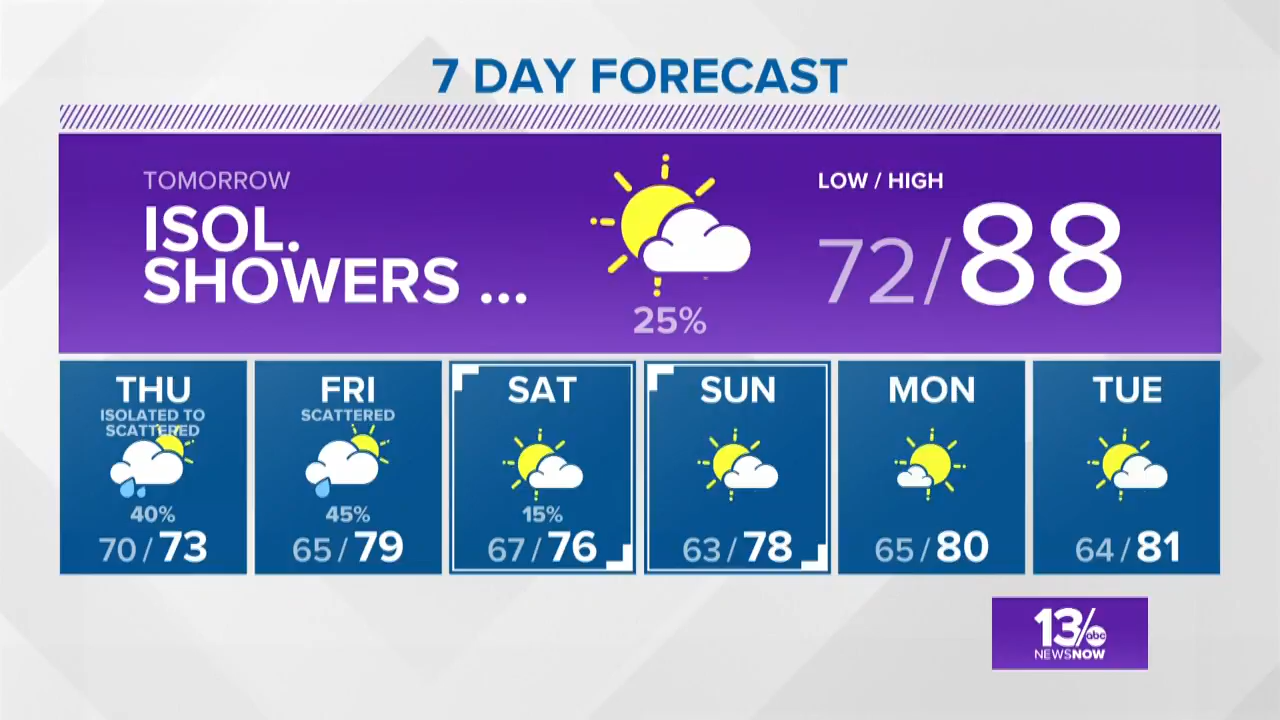 7 DAY FORECAST
TOMORROW
ISOL.
SHOWERS ...
25%
LOW / HIGH
72/88
THU
ISOLATED TO
SCATTERED
40%
70 / 73
FRI
SCATTERED
45%
65 / 79
SAT
15%
67 / 76
SUN
63 / 78
MON
65 / 80
TUE
64 / 81
13/ abc
NEWSNOW